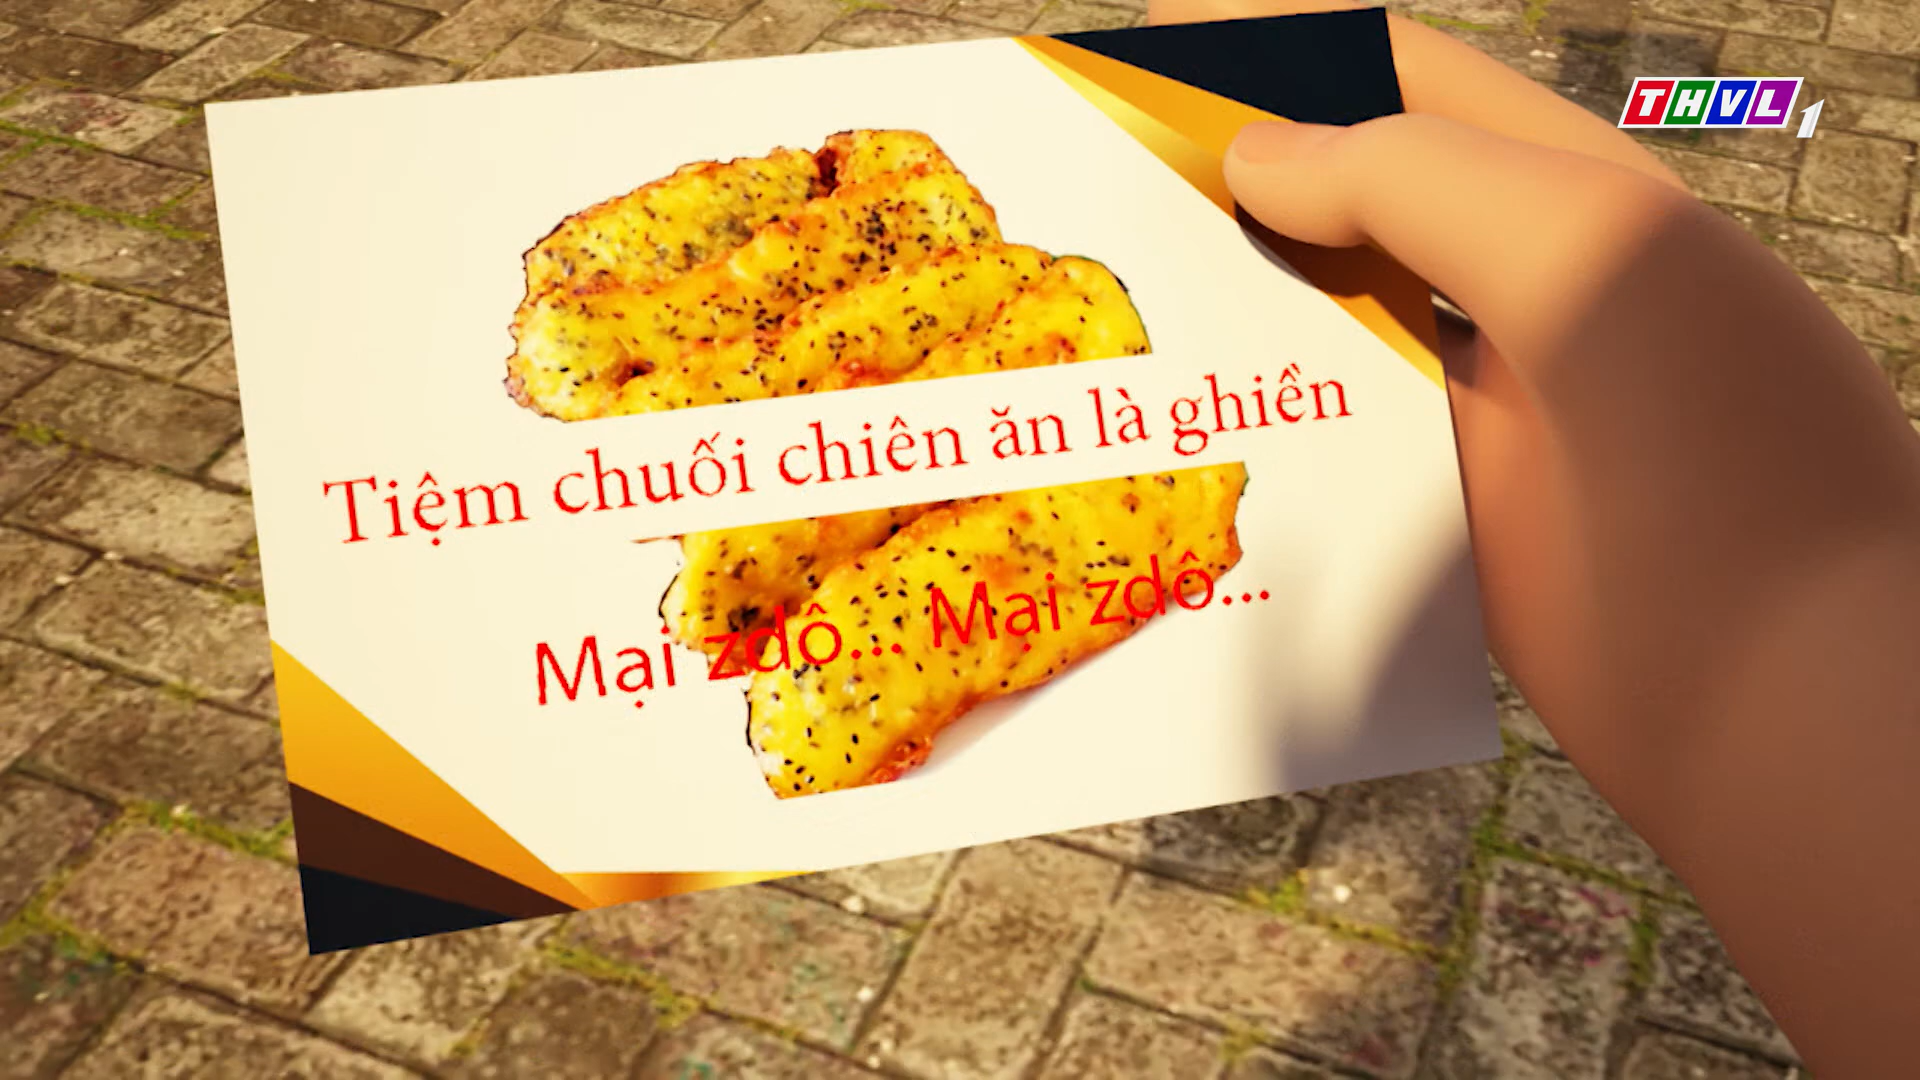 THVL1
Tiệm chuối chiên ăn là ghiền
Mại zdô... Mại zdô...